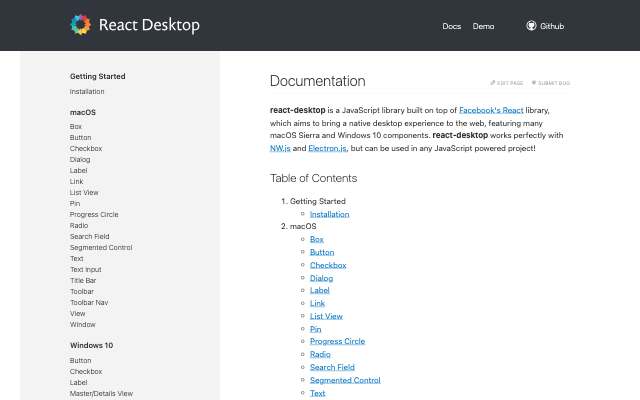 React Desktop
Docs Demo Github
Getting Started
Installation
macOS
Box
Button
Checkbox
Dialog
Label
Link
List View
Pin
Progress Circle
Radio
Search Field
Segmented Control
Text
Text Input
Title Bar
Toolbar
Toolbar Nav
View
Window
Windows 10
Button
Checkbox
Label
Master/Details View
Documentation
EDIT PAGE SUBMIT BUG
react-desktop is a JavaScript library built on top of Facebook's React library,
which aims to bring a native desktop experience to the web, featuring many
macOS Sierra and Windows 10 components. react-desktop works perfectly with
NW.js and Electron.js, but can be used in any JavaScript powered project!
Table of Contents
1. Getting Started
Installation
2. macOS
Box
Button
Checkbox
Dialog
Label
Link
List View
Pin
Progress Circle
Radio
Search Field
Segmented Control
Text